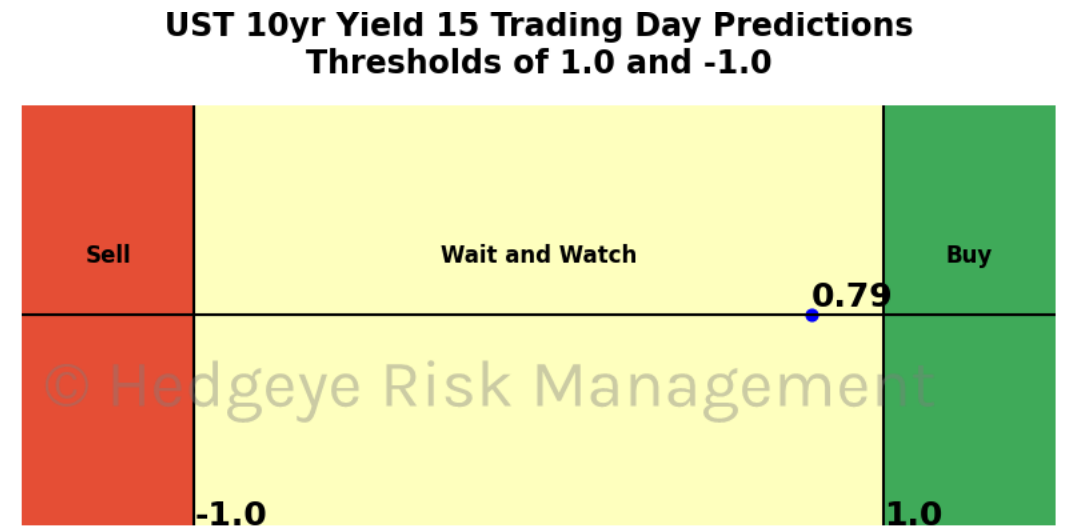 UST 10yr Yield 15 Trading Day Predictions
Thresholds of 1.0 and -1.0
Sell
Wait and Watch
Buy
0.79
© Hedgeye Risk Management
-1.0
1.0